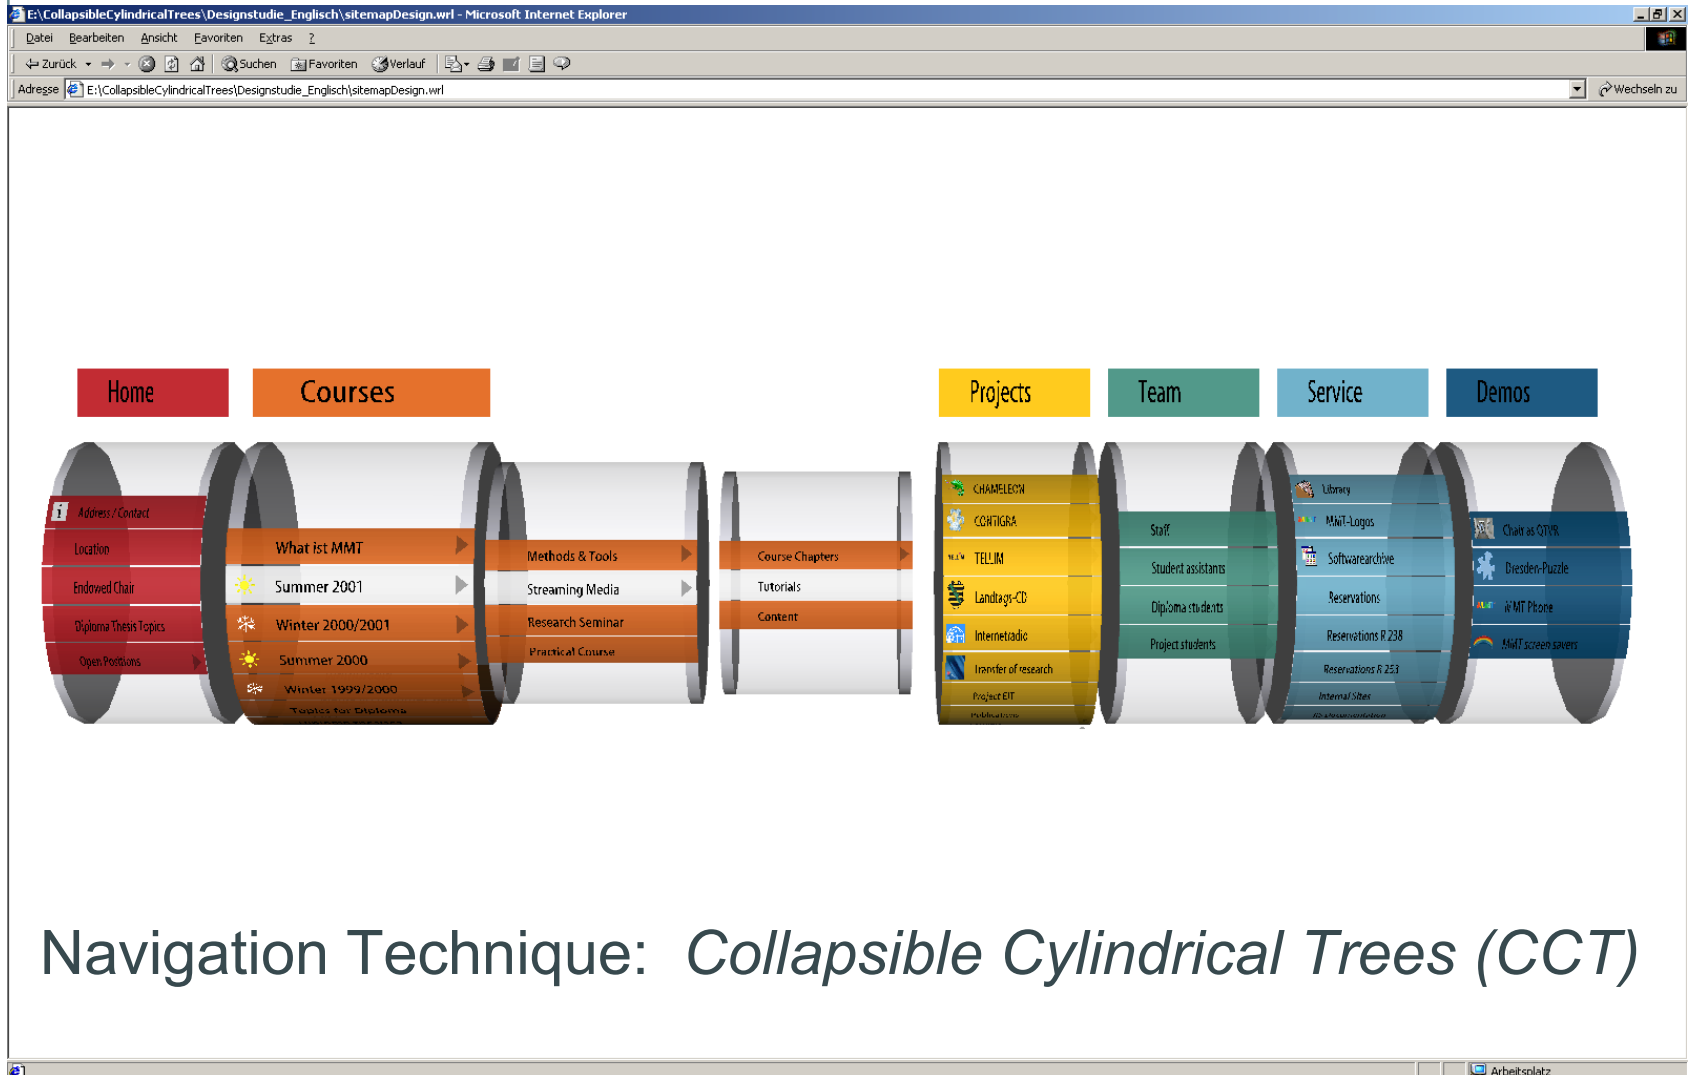 E:\CollapsibleCylindricalTrees\Designstudie_Englisch\sitemapDesign.wrl - Microsoft Internet Explorer
Datei Bearbeiten Ansicht Favoriten Extras ?
Zurück Suchen Favoriten Verlauf
Adresse E:\CollapsibleCylindricalTrees\Designstudie_Englisch\sitemapDesign.wrl Wechseln zu
Home
Courses
Projects
Team
Service
Demos
Address / Contact
Location
Endowed Chair
Diploma Thesis Topics
Open Positions
What ist MMT
Summer 2001
Winter 2000/2001
Summer 2000
Winter 1999/2000
Topics for Diploma
Methods & Tools
Streaming Media
Research Seminar
Practical Course
Course Chapters
Tutorials
Content
CHAMELEON
CONTIGRA
TELLIM
Landtags-CD
Internetradio
Transfer of research
Project EIT
Publications
Staff
Student assistants
Diploma students
Project students
Library
MMT-Logos
Softwarearchive
Reservations
Reservations R 238
Reservations R 253
Internal Sites
Chair as QTVR
Dresden-Puzzle
MMT Phone
MMT screen savers
Navigation Technique: Collapsible Cylindrical Trees (CCT)
Arbeitsplatz